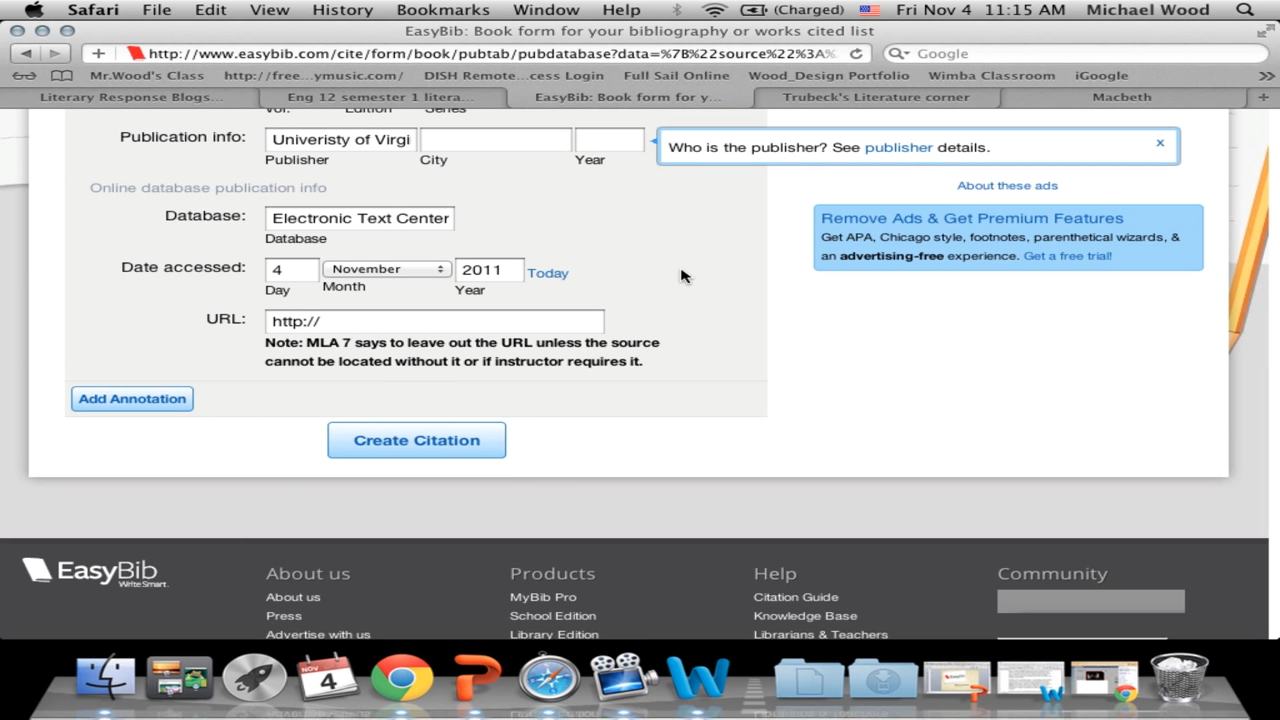 Safari File Edit View History Bookmarks Window Help (Charged) Fri Nov 4 11:15 AM Michael Wood
EasyBib: Book form for your bibliography or works cited list
http://www.easybib.com/cite/form/book/pubtab/pubdatabase?data=%7B%22source%22%3A% Google
Mr.Wood's Class http://free...ymusic.com/ DISH Remote...cess Login Full Sail Online Wood_Design Portfolio Wimba Classroom iGoogle
Literary Response Blogs... Eng 12 semester 1 litera... EasyBib: Book form for y... Trubeck's Literature corner Macbeth
Vol. Edition Series
Publication info: Univeristy of Virgi
Publisher City Year
Who is the publisher? See publisher details. x
Online database publication info
About these ads
Database: Electronic Text Center
Database
Remove Ads & Get Premium Features
Get APA, Chicago style, footnotes, parenthetical wizards, &
an advertising-free experience. Get a free trial!
Date accessed: 4 November 2011 Today
Day Month Year
URL: http://
Note: MLA 7 says to leave out the URL unless the source
cannot be located without it or if instructor requires it.
Add Annotation
Create Citation
EasyBib
Write Smart.
About us Products Help Community
About us MyBib Pro Citation Guide
Press School Edition Knowledge Base
Advertise with us Library Edition Librarians & Teachers
NOV
4